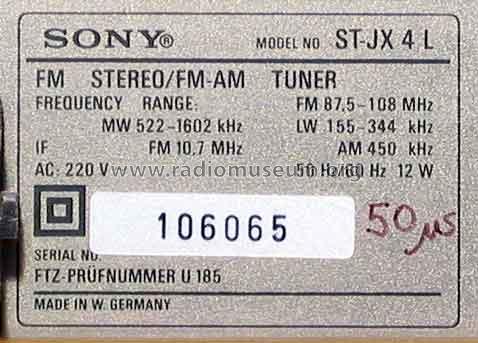 SONY® MODEL NO ST-JX 4 L
FM STEREO/FM-AM TUNER
FREQUENCY RANGE: FM 87.5-108 MHz
MW 522-1602 kHz LW 155-344 kHz
IF FM 10.7 MHz AM 450 kHz
AC: 220 V 50 Hz/60 Hz 12 W
www.radiomuseum.org
106065 50 µs
SERIAL NO.
FTZ-PRÜFNUMMER U 185
MADE IN W. GERMANY